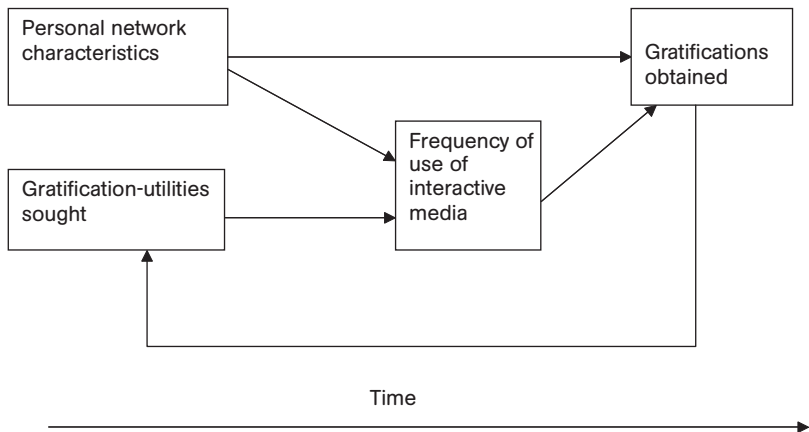 Personal network
characteristics
Gratifications
obtained
Frequency of
use of
interactive
media
Gratification-utilities
sought
Time